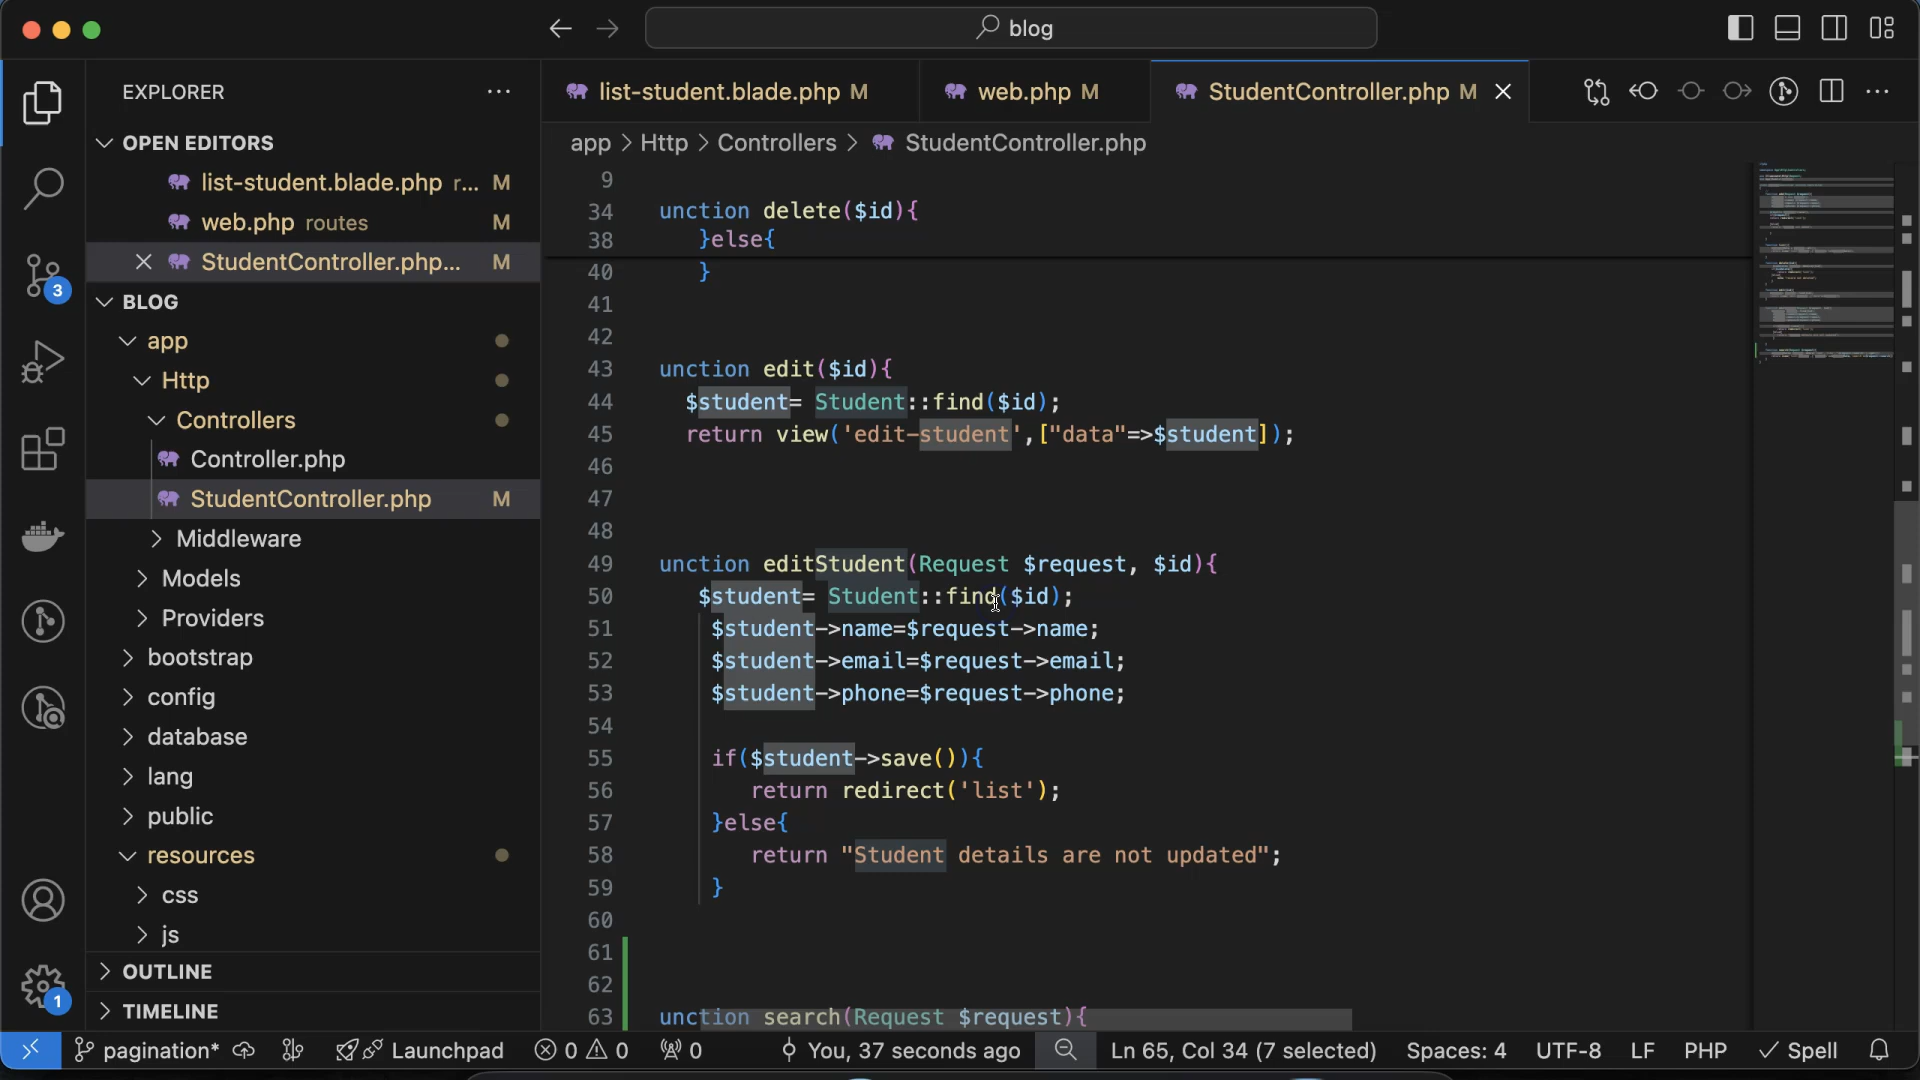 blog
EXPLORER
OPEN EDITORS
list-student.blade.php r... M
web.php routes M
StudentController.php... M
BLOG
app
Http
Controllers
Controller.php
StudentController.php M
Middleware
Models
Providers
bootstrap
config
database
lang
public
resources
css
js
OUTLINE
TIMELINE
3
1
list-student.blade.php M
web.php M
StudentController.php M
app > Http > Controllers > StudentController.php
9
34 unction delete($id){
38 }else{
40 }
41
42
43 unction edit($id){
44 $student= Student::find($id);
45 return view('edit-student',["data"=>$student]);
46
47
48
49 unction editStudent(Request $request, $id){
50 $student= Student::find($id);
51 $student->name=$request->name;
52 $student->email=$request->email;
53 $student->phone=$request->phone;
54
55 if($student->save()){
56 return redirect('list');
57 }else{
58 return "Student details are not updated";
59 }
60
61
62
63 unction search(Request $request){
pagination* Launchpad 0 0 0 You, 37 seconds ago Ln 65, Col 34 (7 selected) Spaces: 4 UTF-8 LF PHP Spell